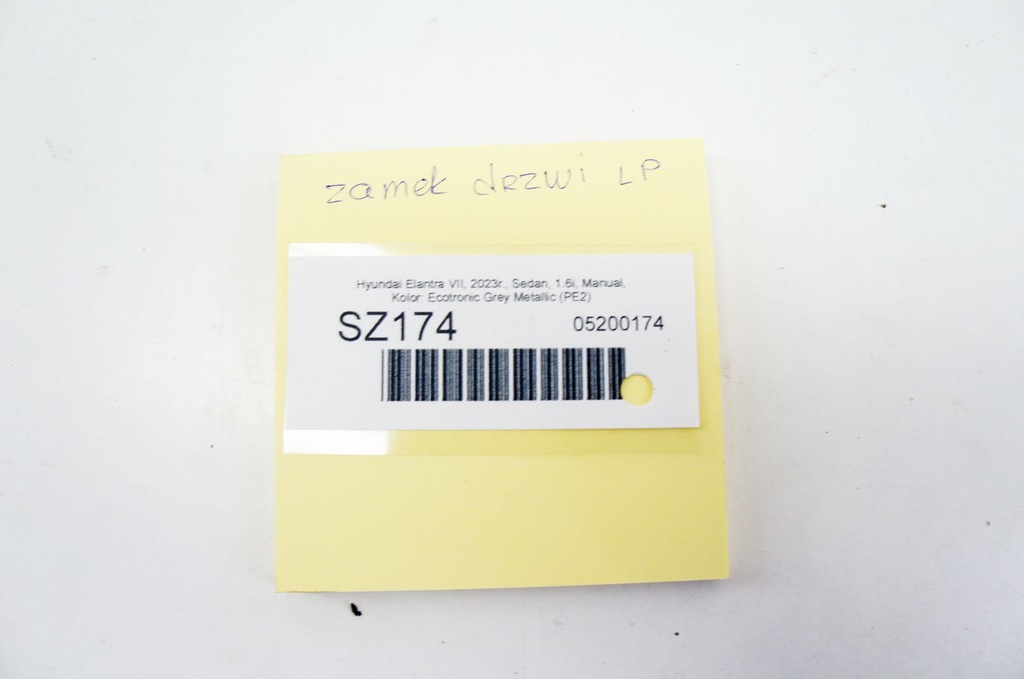 zamek drzwi LP
Hyundai Elantra VII, 2023r., Sedan, 1.6i, Manual,
Kolor: Ecotronic Grey Metallic (PE2)
SZ174 05200174